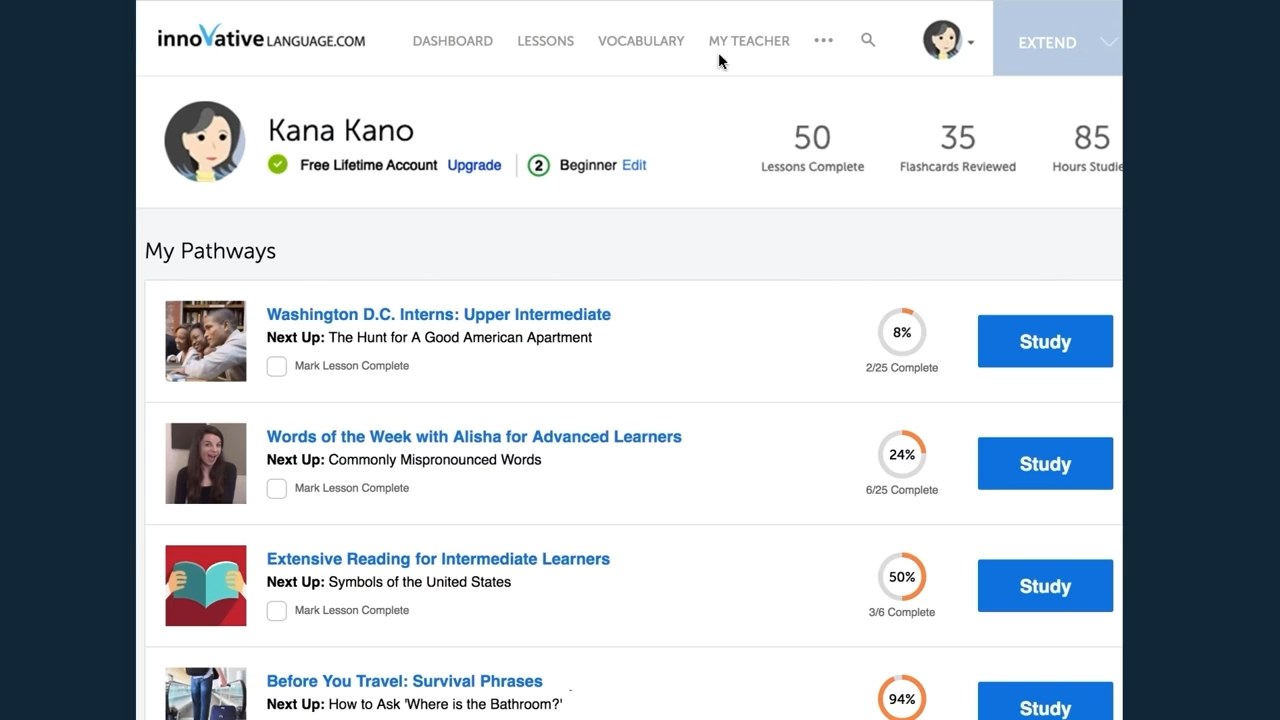 innoVative LANGUAGE.COM
DASHBOARD LESSONS VOCABULARY MY TEACHER ••• EXTEND
Kana Kano
Free Lifetime Account Upgrade 2 Beginner Edit
50 35 85
Lessons Complete Flashcards Reviewed Hours Studie
My Pathways
Washington D.C. Interns: Upper Intermediate
Next Up: The Hunt for A Good American Apartment
Mark Lesson Complete
8%
2/25 Complete
Study
Words of the Week with Alisha for Advanced Learners
Next Up: Commonly Mispronounced Words
Mark Lesson Complete
24%
6/25 Complete
Study
Extensive Reading for Intermediate Learners
Next Up: Symbols of the United States
Mark Lesson Complete
50%
3/6 Complete
Study
Before You Travel: Survival Phrases
Next Up: How to Ask 'Where is the Bathroom?'
94%
Study